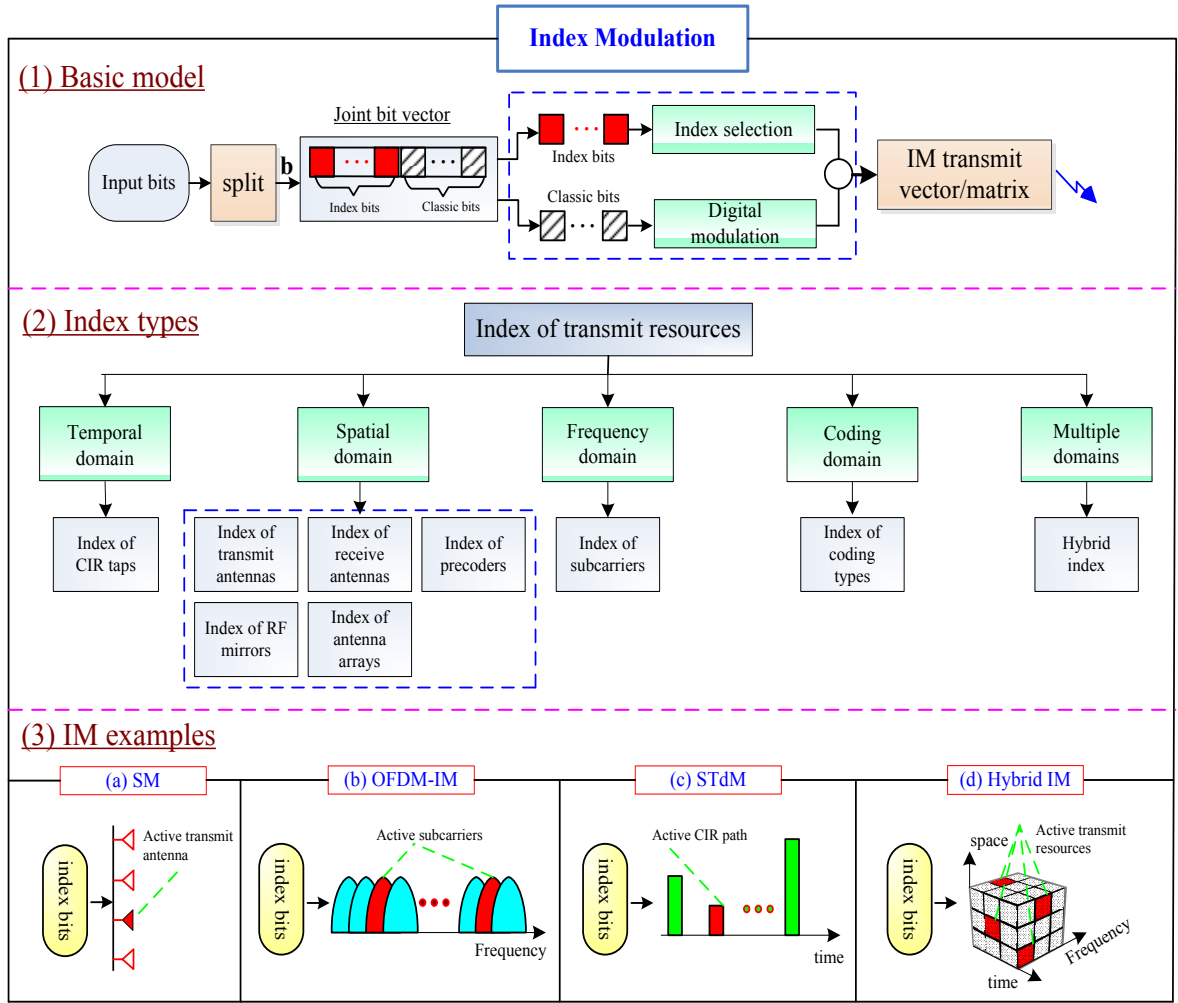 Index Modulation
(1) Basic model
Input bits
split
b
Joint bit vector
Index bits
Classic bits
Index bits
Classic bits
Index selection
Digital
modulation
IM transmit
vector/matrix
(2) Index types
Index of transmit resources
Temporal
domain
Spatial
domain
Frequency
domain
Coding
domain
Multiple
domains
Index of
CIR taps
Index of
transmit
antennas
Index of
receive
antennas
Index of
precoders
Index of RF
mirrors
Index of
antenna
arrays
Index of
subcarriers
Index of
coding
types
Hybrid
index
(3) IM examples
(a) SM
index bits
Active transmit
antenna
(b) OFDM-IM
index bits
Active subcarriers
Frequency
(c) STdM
index bits
Active CIR path
time
(d) Hybrid IM
index bits
space
Active transmit
resources
time
Frequency